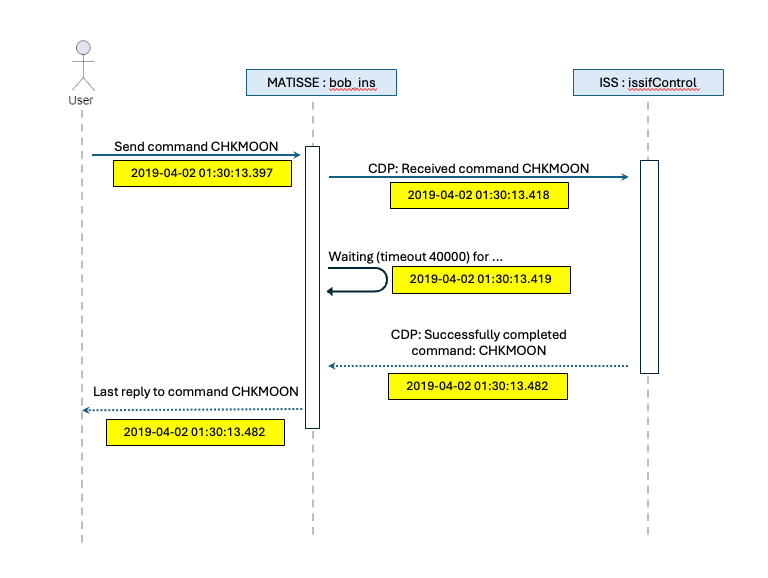 MATISSE : bob_ins
ISS : issifControl
User
Send command CHKMOON
2019-04-02 01:30:13.397
CDP: Received command CHKMOON
2019-04-02 01:30:13.418
Waiting (timeout 40000) for ...
2019-04-02 01:30:13.419
CDP: Successfully completed
command: CHKMOON
2019-04-02 01:30:13.482
Last reply to command CHKMOON
2019-04-02 01:30:13.482